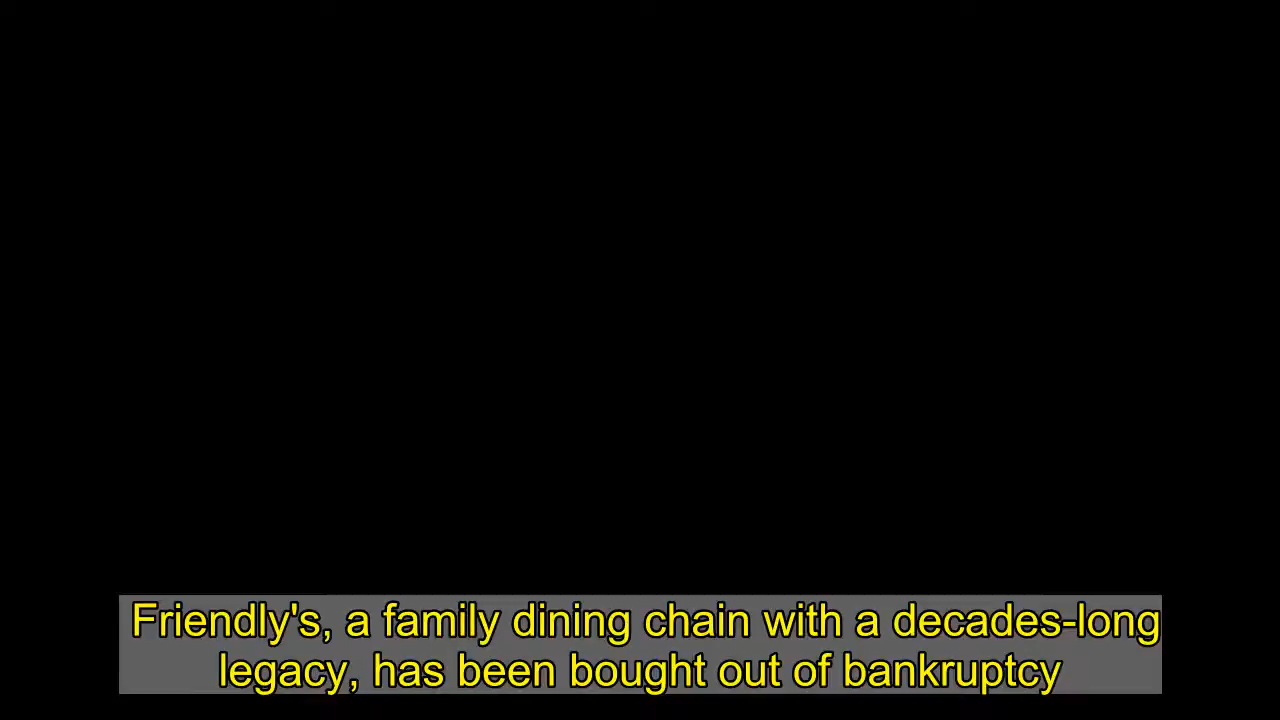 Friendly's, a family dining chain with a decades-long
legacy, has been bought out of bankruptcy